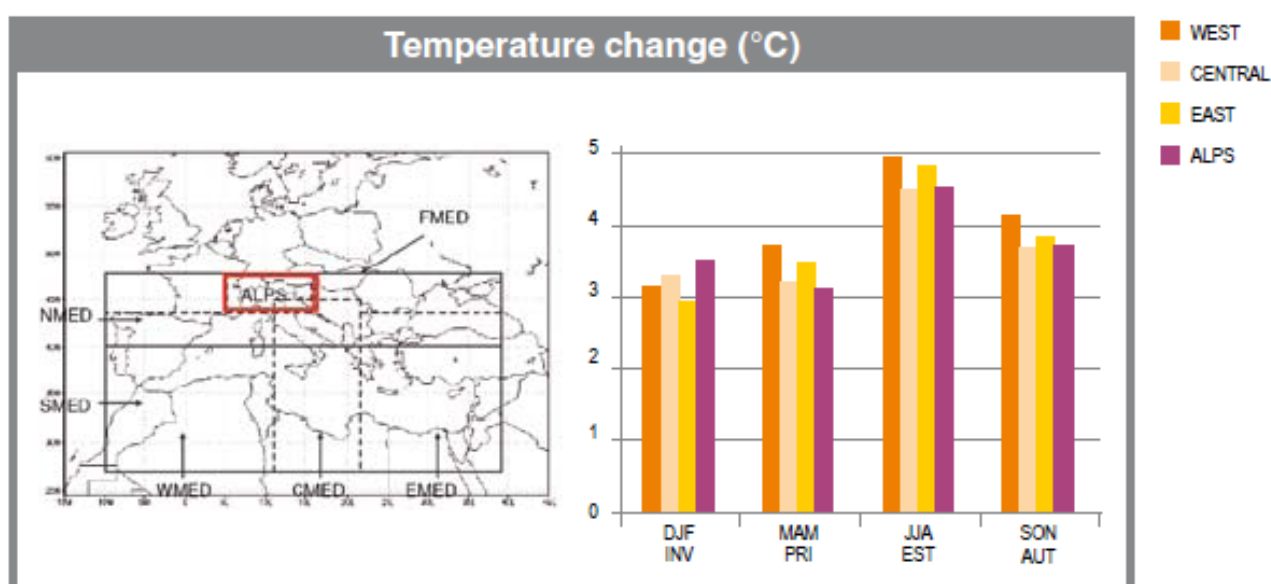 Temperature change (°C)
WEST
CENTRAL
EAST
ALPS
FMED
ALPS
NMED
SMED
WMED
CMED
EMED
5
4
3
2
1
0
DJF
INV
MAM
PRI
JJA
EST
SON
AUT